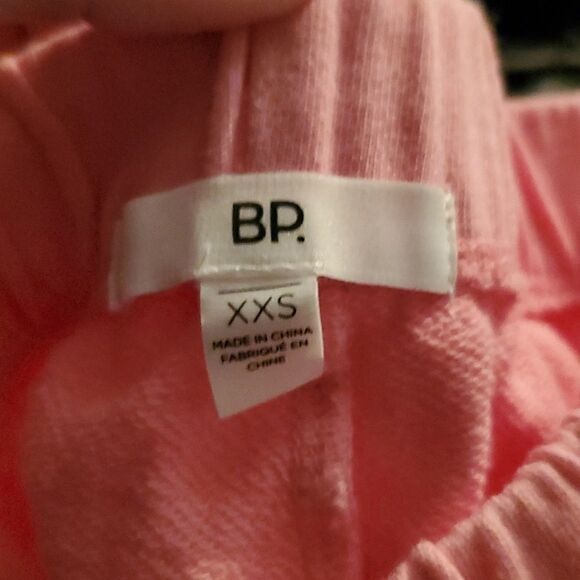 BP.
XXS
MADE IN CHINA
FABRIQUÉ EN
CHINE